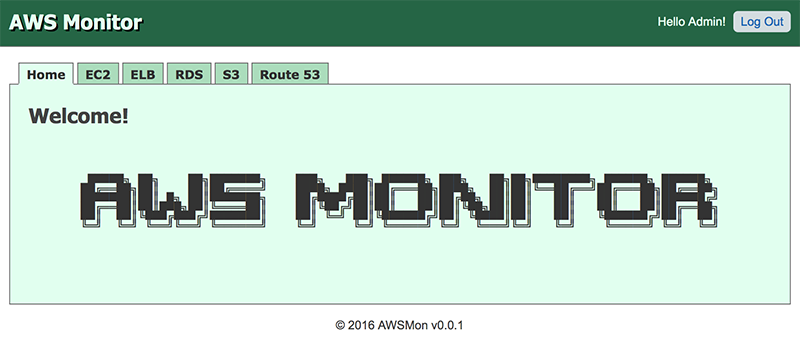 AWS Monitor Hello Admin! Log Out
Home EC2 ELB RDS S3 Route 53
Welcome!
AWS MONITOR
© 2016 AWSMon v0.0.1